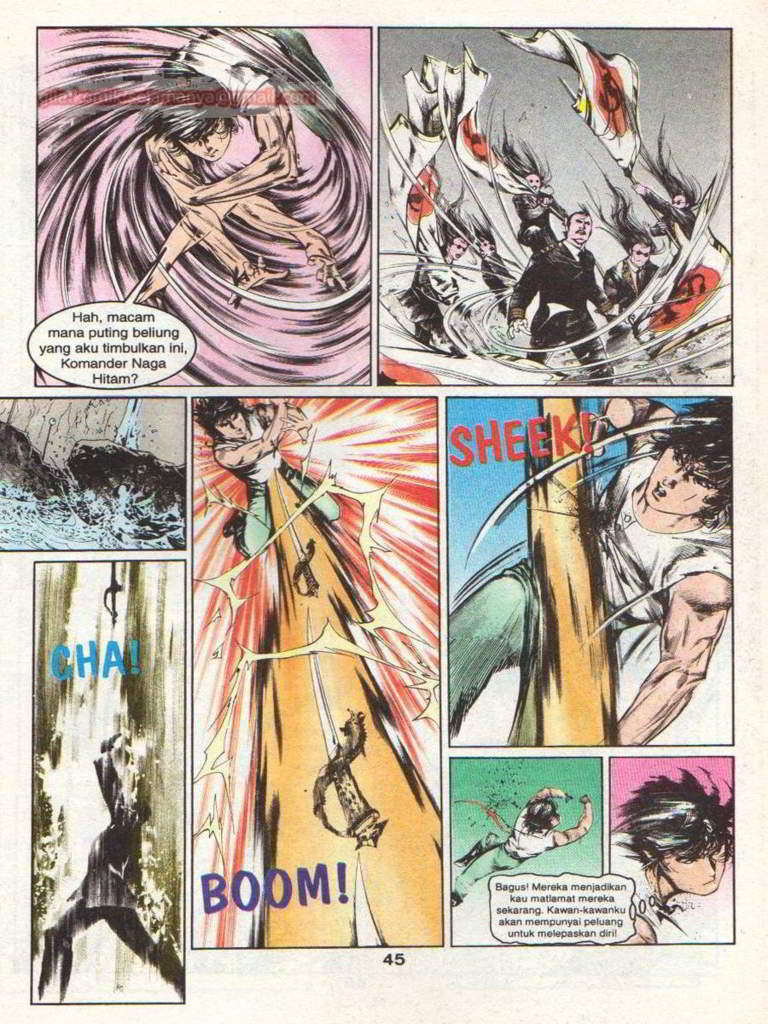 Hah, macam
mana puting beliung
yang aku timbulkan ini,
Komander Naga
Hitam?
SHEEK!
CHA!
BOOM!
Bagus! Mereka menjadikan
kau matlamat mereka
sekarang. Kawan-kawanku
akan mempunyai peluang
untuk melepaskan diri!
45